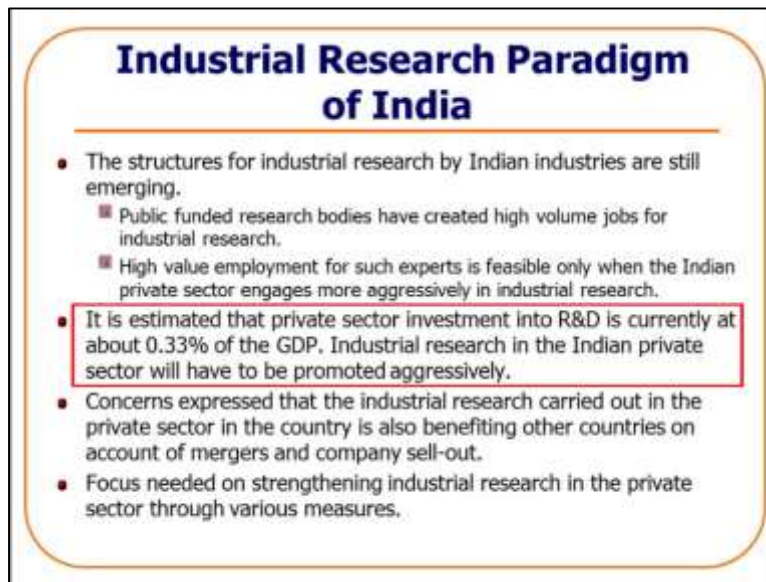 Industrial Research Paradigm
of India
The structures for industrial research by Indian industries are still
emerging.
Public funded research bodies have created high volume jobs for
industrial research.
High value employment for such experts is feasible only when the Indian
private sector engages more aggressively in industrial research.
It is estimated that private sector investment into R&D is currently at
about 0.33% of the GDP. Industrial research in the Indian private
sector will have to be promoted aggressively.
Concerns expressed that the industrial research carried out in the
private sector in the country is also benefiting other countries on
account of mergers and company sell-out.
Focus needed on strengthening industrial research in the private
sector through various measures.